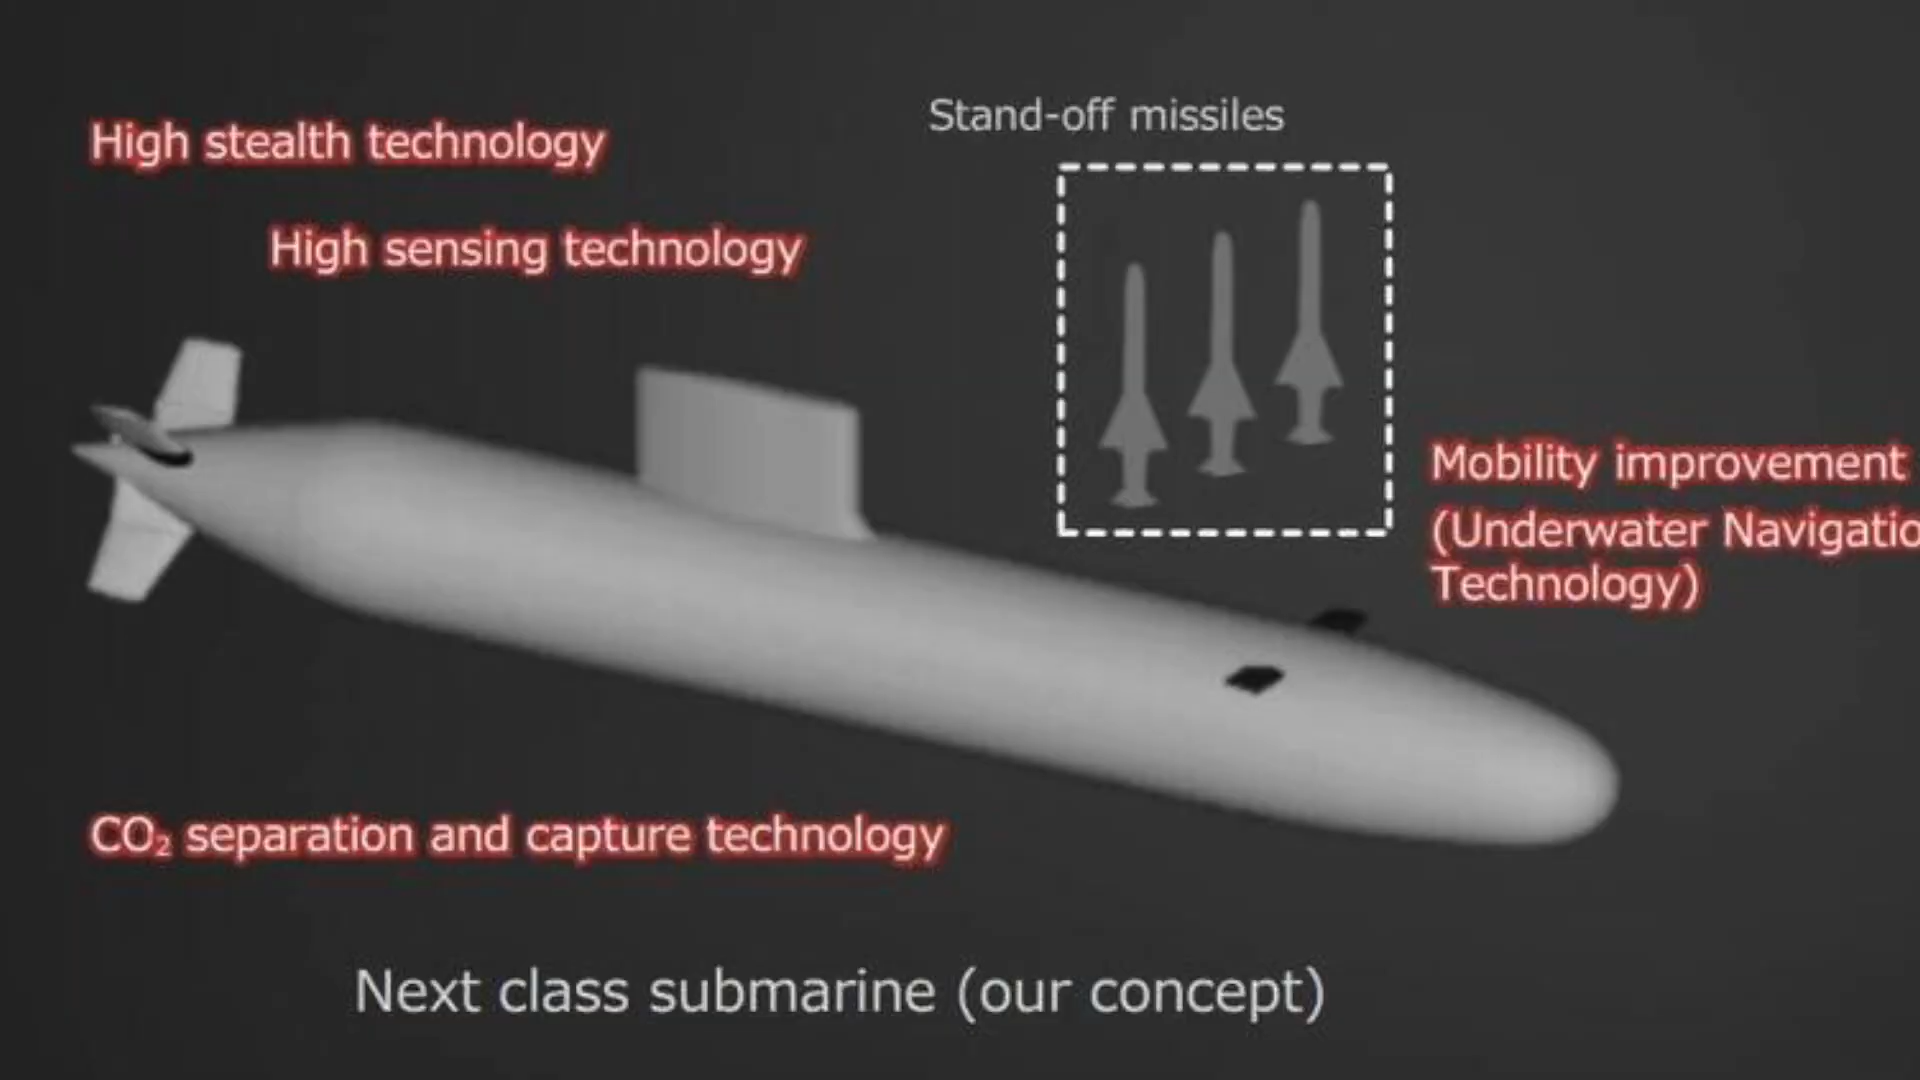 High stealth technology
Stand-off missiles
High sensing technology
Mobility improvement
(Underwater Navigatio
Technology)
CO₂ separation and capture technology
Next class submarine (our concept)